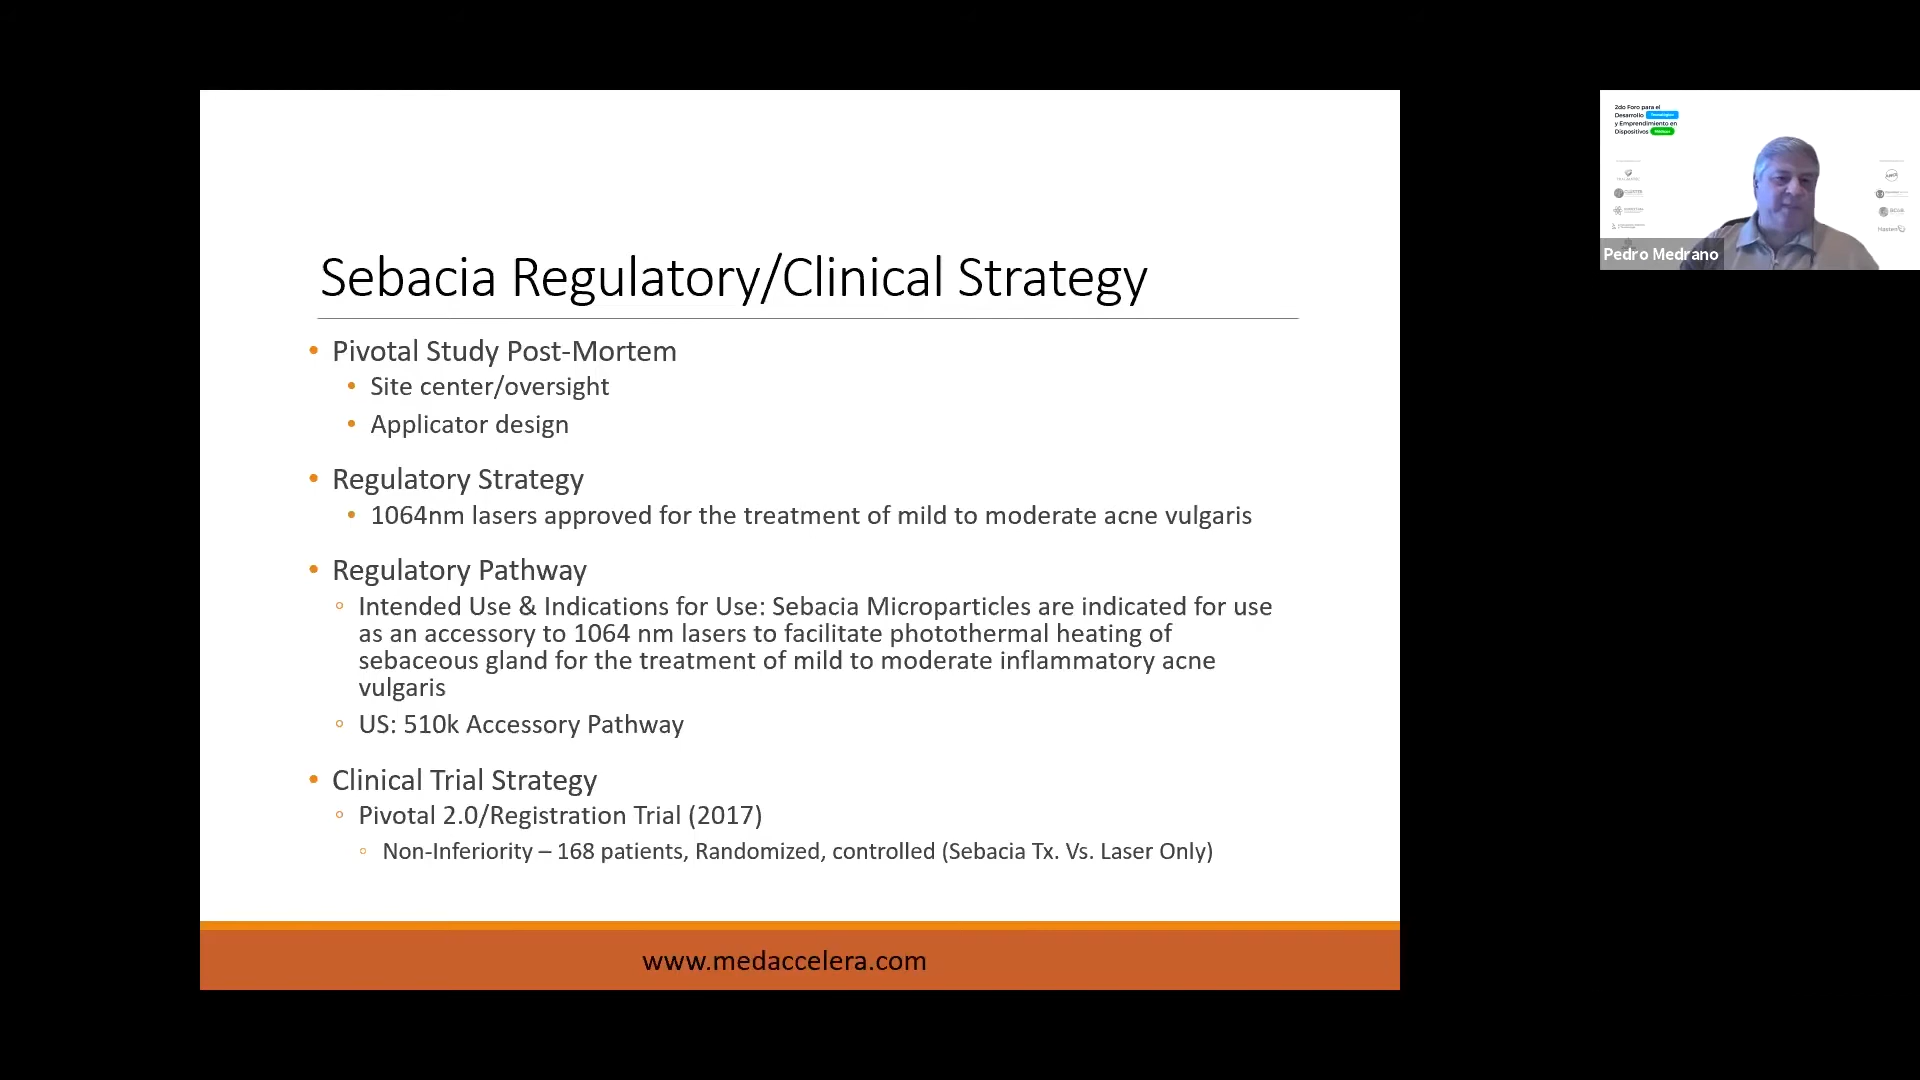 Sebacia Regulatory/Clinical Strategy
• Pivotal Study Post-Mortem
• Site center/oversight
• Applicator design
• Regulatory Strategy
• 1064nm lasers approved for the treatment of mild to moderate acne vulgaris
• Regulatory Pathway
◦ Intended Use & Indications for Use: Sebacia Microparticles are indicated for use
as an accessory to 1064 nm lasers to facilitate photothermal heating of
sebaceous gland for the treatment of mild to moderate inflammatory acne
vulgaris
◦ US: 510k Accessory Pathway
• Clinical Trial Strategy
◦ Pivotal 2.0/Registration Trial (2017)
◦ Non-Inferiority – 168 patients, Randomized, controlled (Sebacia Tx. Vs. Laser Only)
www.medaccelera.com
2do Foro para el
Desarrollo Tecnológico
y Emprendimiento en
Dispositivos Médicos
Pedro Medrano